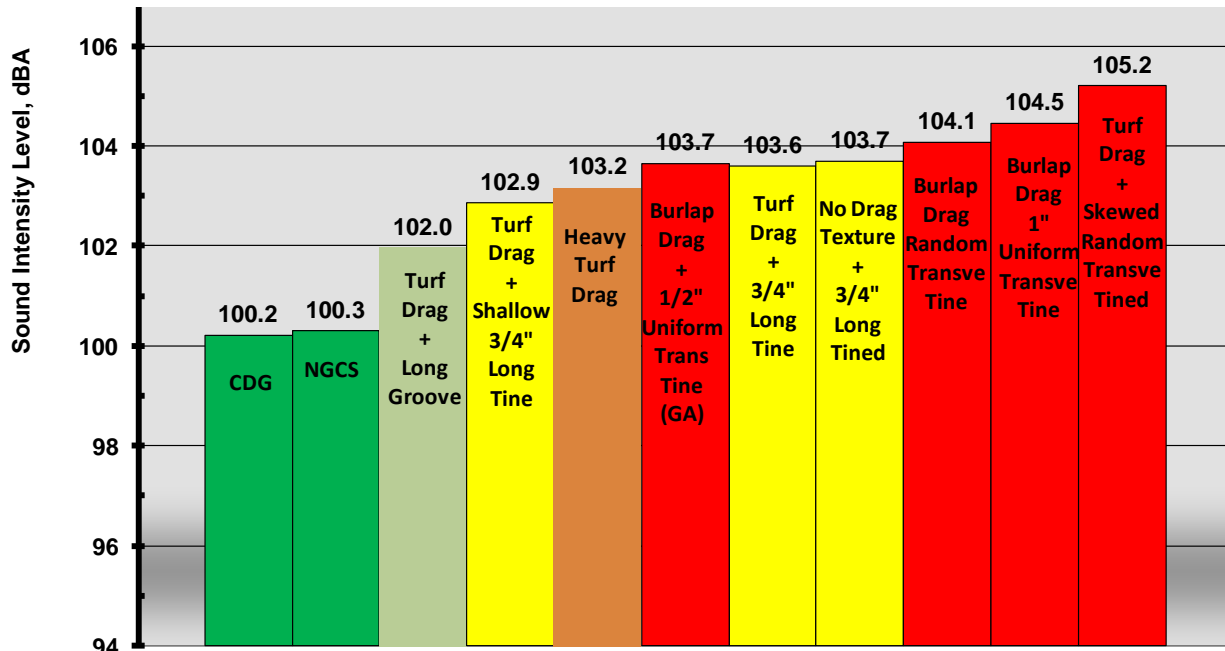 Sound Intensity Level, dBA
106
104
102
100
98
96
94
100.2
CDG
100.3
NGCS
102.0
Turf
Drag
+
Long
Groove
102.9
Turf
Drag
+
Shallow
3/4"
Long
Tine
103.2
Heavy
Turf
Drag
103.7
Burlap
Drag
+
1/2"
Uniform
Trans
Tine
(GA)
103.6
Turf
Drag
+
3/4"
Long
Tine
103.7
No Drag
Texture
+
3/4"
Long
Tined
104.1
Burlap
Drag
Random
Transve
Tine
104.5
Burlap
Drag
1"
Uniform
Transve
Tine
105.2
Turf
Drag
+
Skewed
Random
Transve
Tined